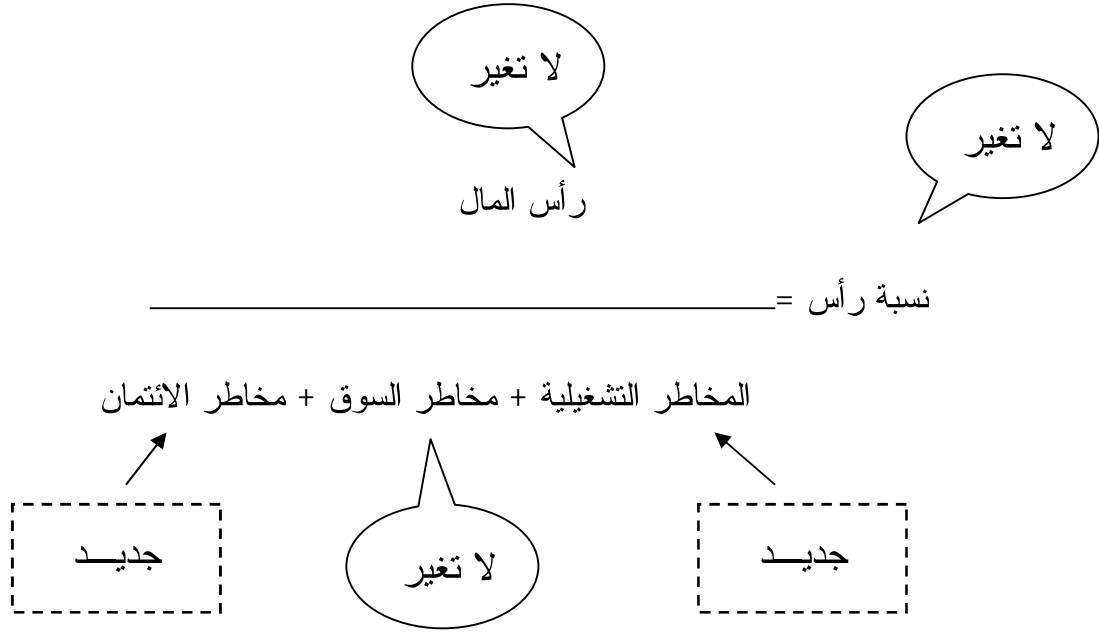 لا تغير
لا تغير
رأس المال
نسبة رأس =
المخاطر التشغيلية + مخاطر السوق + مخاطر الائتمان
جديـــد
لا تغير
جديـــد